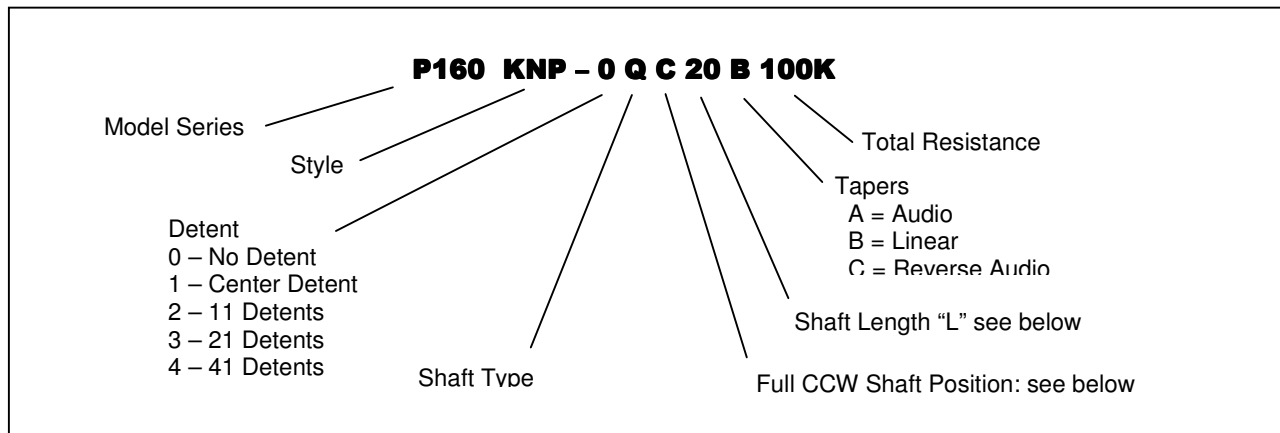 P160 KNP – 0 Q C 20 B 100K
Model Series
Style
Detent
0 – No Detent
1 – Center Detent
2 – 11 Detents
3 – 21 Detents
4 – 41 Detents
Shaft Type
Total Resistance
Tapers
A = Audio
B = Linear
C = Reverse Audio
Shaft Length “L” see below
Full CCW Shaft Position: see below